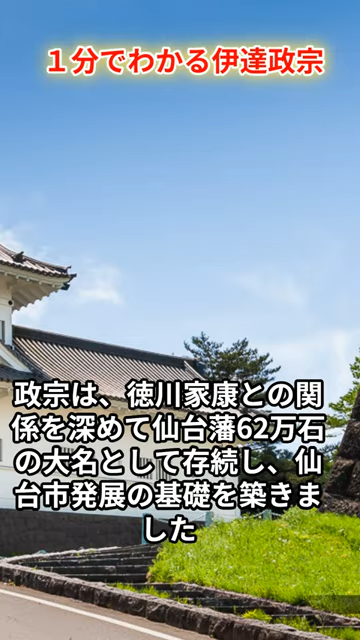 １分でわかる伊達政宗
政宗は、徳川家康との関
係を深めて仙台藩62万石
の大名として存続し、仙
台市発展の基礎を築きま
した